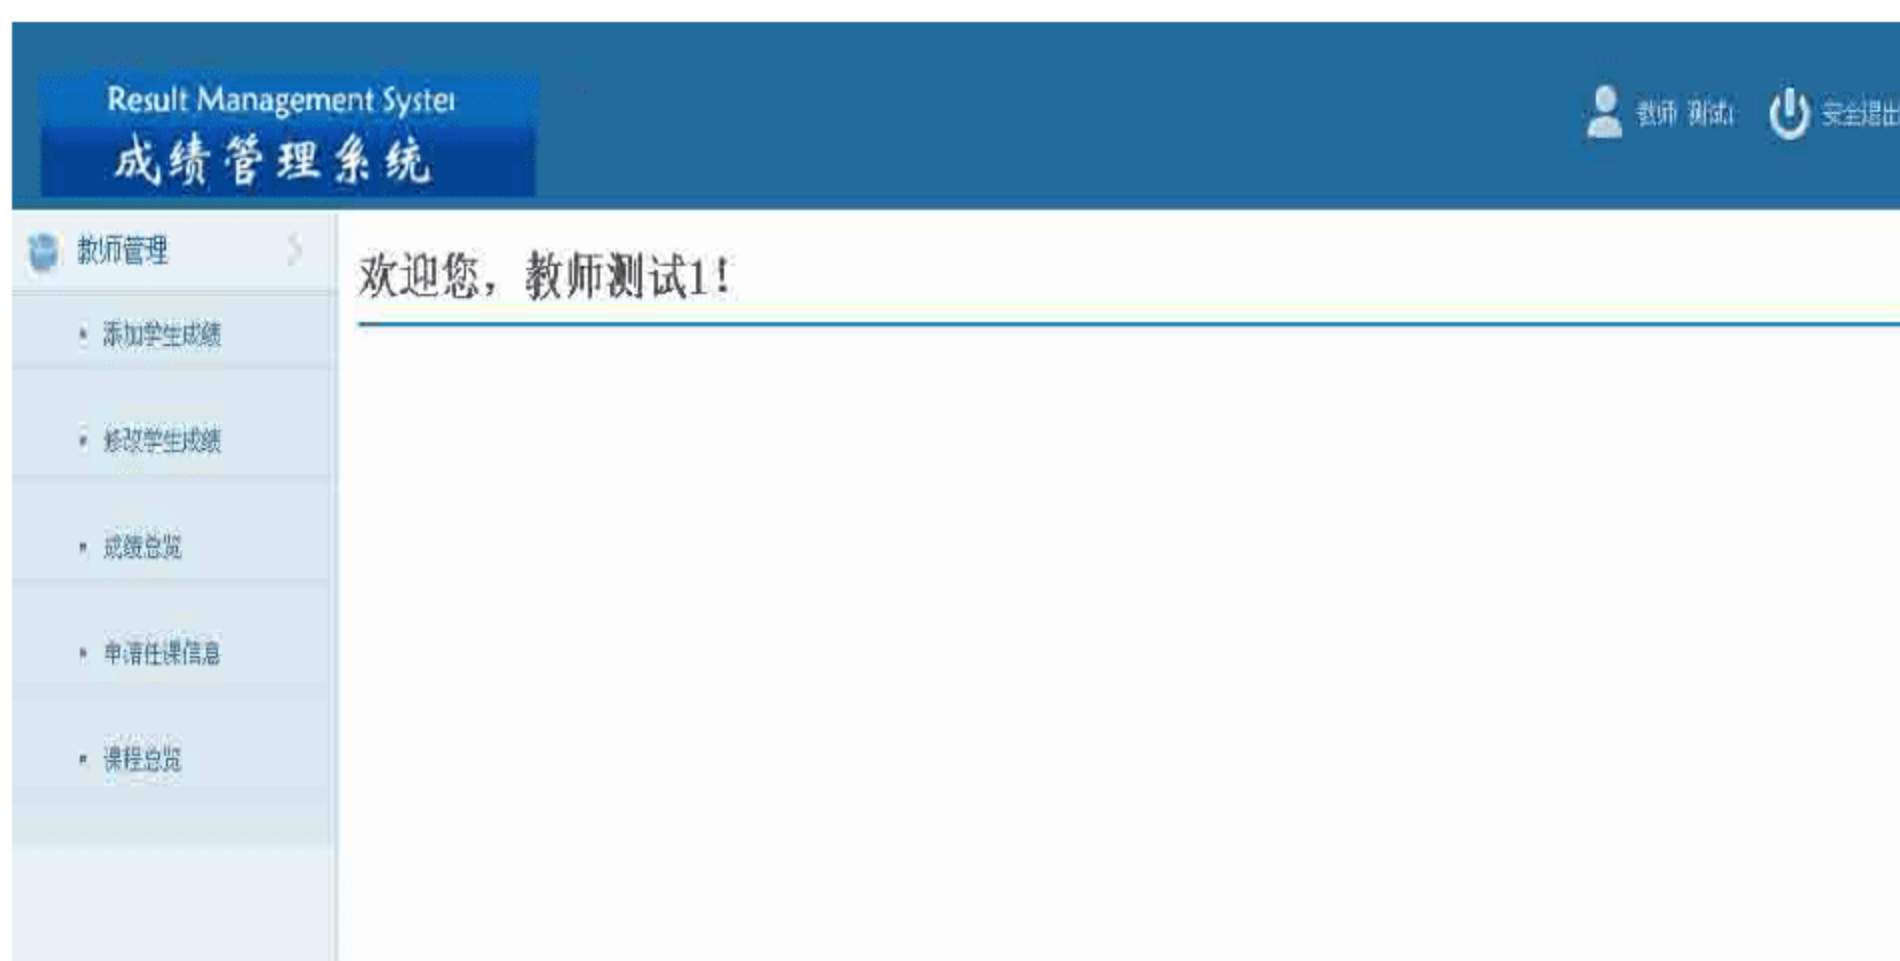 Result Management System
成绩管理系统
教师 测试1
安全退出
教师管理
欢迎您，教师测试1！
添加学生成绩
修改学生成绩
成绩总览
申请任课信息
课程总览